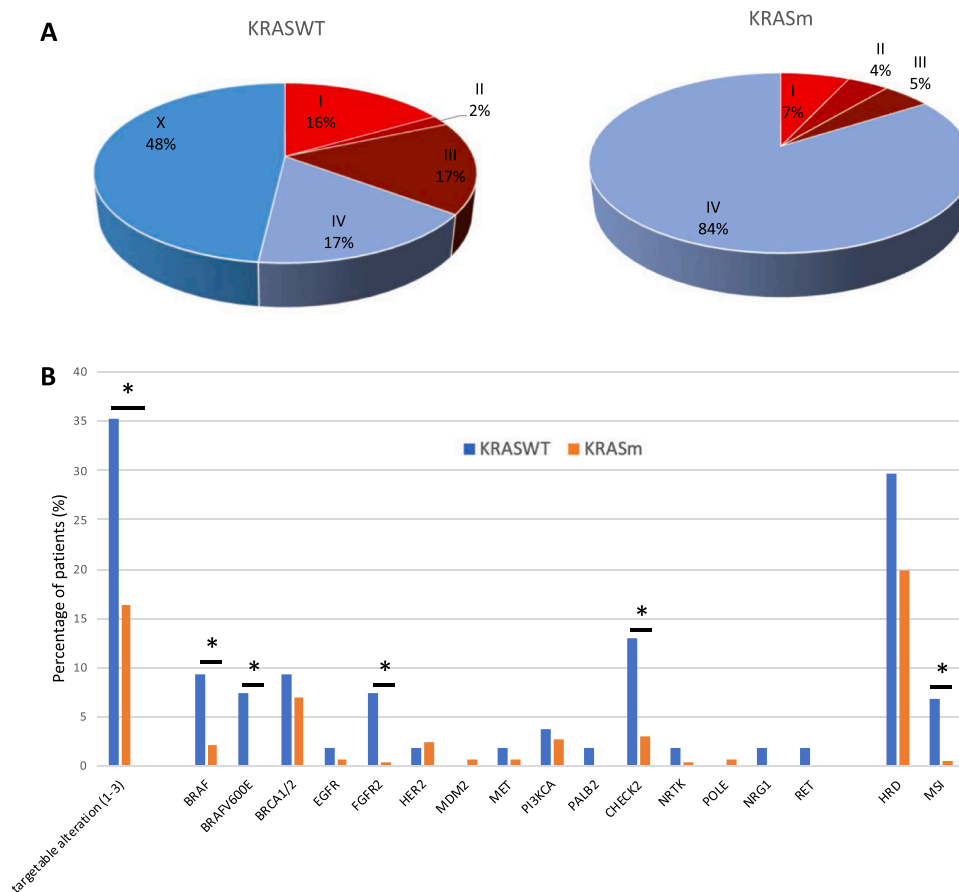 A
KRASWT
KRASm
X
48%
I
16%
II
2%
III
17%
IV
17%
I
7%
II
4%
III
5%
IV
84%
B
Percentage of patients (%)
40
35
30
25
20
15
10
5
0
KRASWT
KRASm
*
*
*
*
*
*
targetable alteration (1-3)
BRAF
BRAFV600E
BRCA1/2
EGFR
FGFR2
HER2
MDM2
MET
PI3KCA
PALB2
CHECK2
NRTK
POLE
NRG1
RET
HRD
MSI